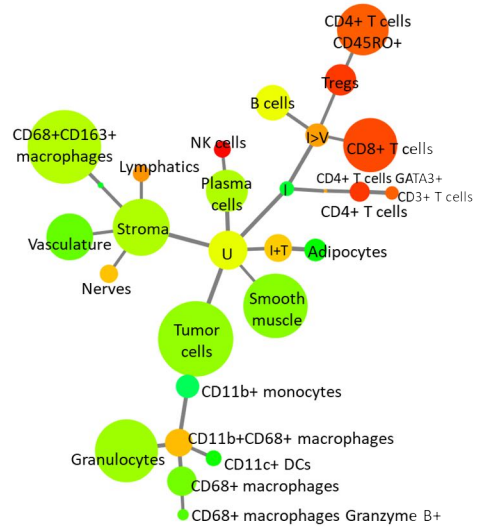 CD4+ T cells
CD45RO+
Tregs
B cells
I>V
CD8+ T cells
NK cells
CD68+CD163+
macrophages
Lymphatics
Plasma
cells
I
CD4+ T cells GATA3+
CD3+ T cells
CD4+ T cells
Stroma
Vasculature
U
I+T
Adipocytes
Nerves
Smooth
muscle
Tumor
cells
CD11b+ monocytes
CD11b+CD68+ macrophages
Granulocytes
CD11c+ DCs
CD68+ macrophages
CD68+ macrophages Granzyme B+